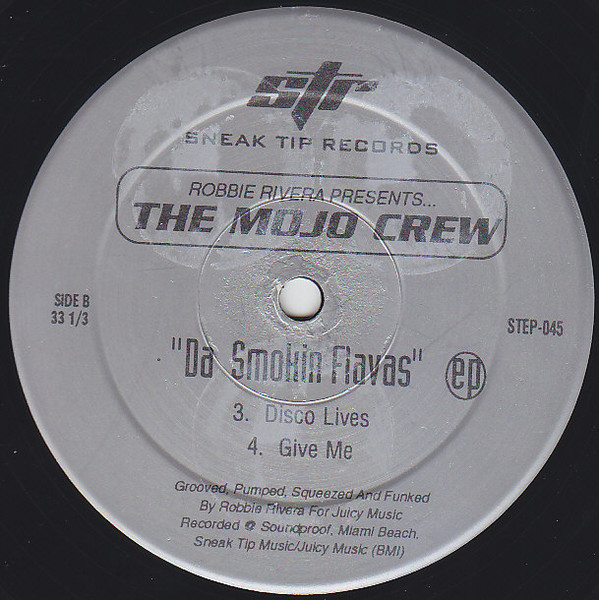 str
SNEAK TIP RECORDS
ROBBIE RIVERA PRESENTS...
THE MOJO CREW
SIDE B
33 1/3
STEP-045
"Da Smokin Flavas" ep
3. Disco Lives
4. Give Me
Grooved, Pumped, Squeezed And Funked
By Robbie Rivera For Juicy Music
Recorded @ Soundproof, Miami Beach.
Sneak Tip Music/Juicy Music (BMI)